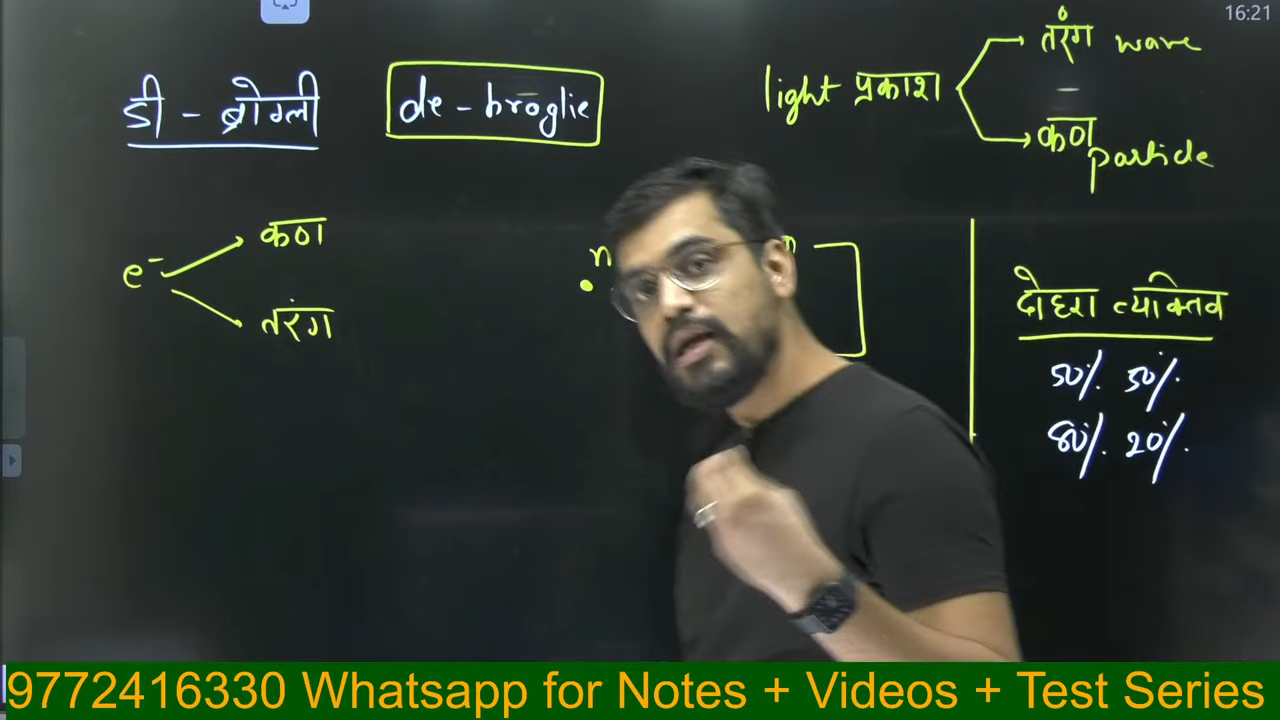 16:21
डी - ब्रोग्ली
de - broglie
light प्रकाश
तरंग wave
कण
particle
e-
कण
तरंग
n
n
दोहरा व्यक्तित्व
50% 50%
80% 20%
9772416330 Whatsapp for Notes + Videos + Test Series